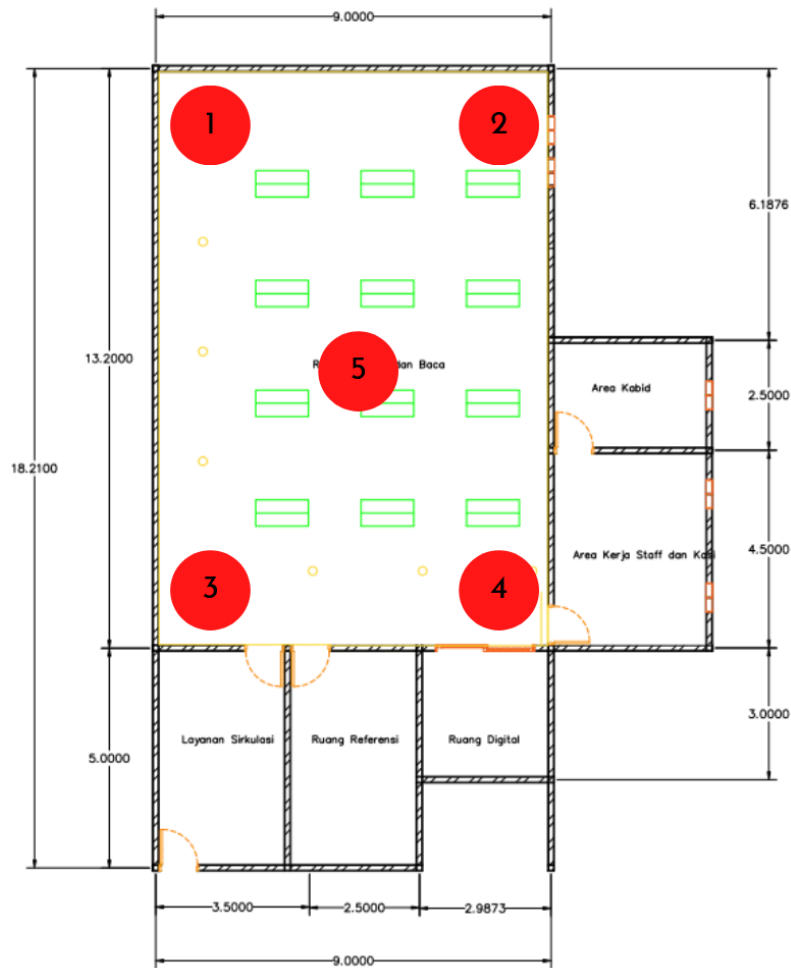 9.0000
1
2
6.1876
13.2000
5
dan Baca
Area Kabid
2.5000
18.2100
4.5000
Area Kerja Staff dan Kasi
3
4
Layanan Sirkulasi
Ruang Referensi
Ruang Digital
3.0000
5.0000
3.5000
2.5000
2.9873
9.0000